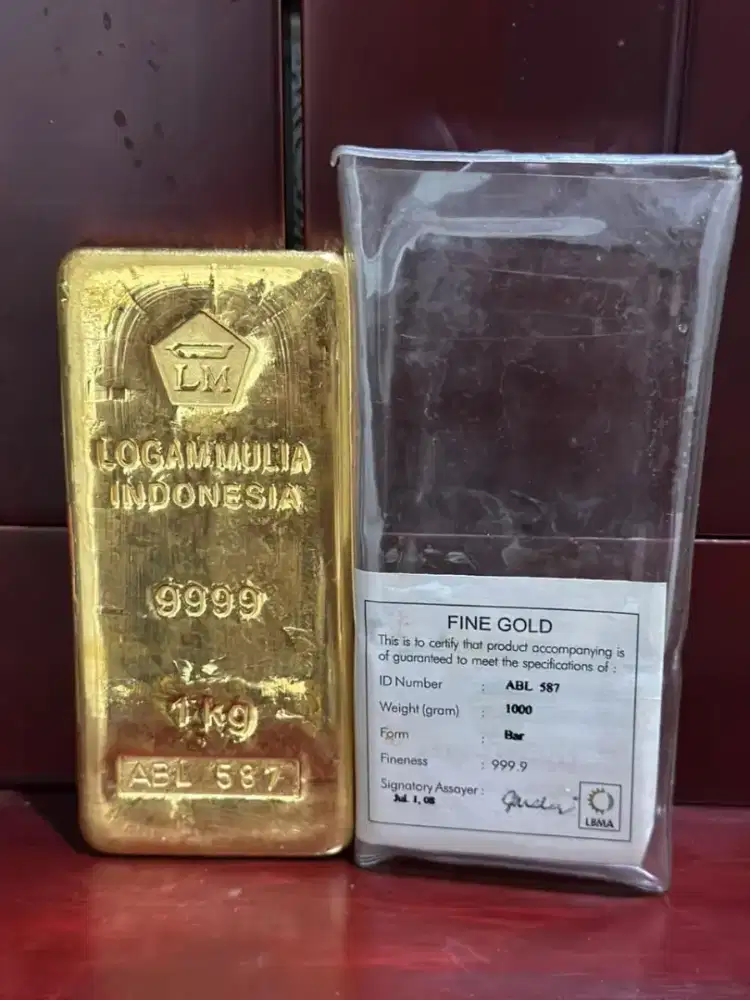 LM
LOGAM MULIA
INDONESIA
9999
1 kg
ABL 587
FINE GOLD
This is to certify that product accompanying is
of guaranteed to meet the specifications of :
ID Number : ABL 587
Weight (gram) : 1000
Form : Bar
Fineness : 999.9
Signatory Assayer :
Jul. 1, 08
LBMA